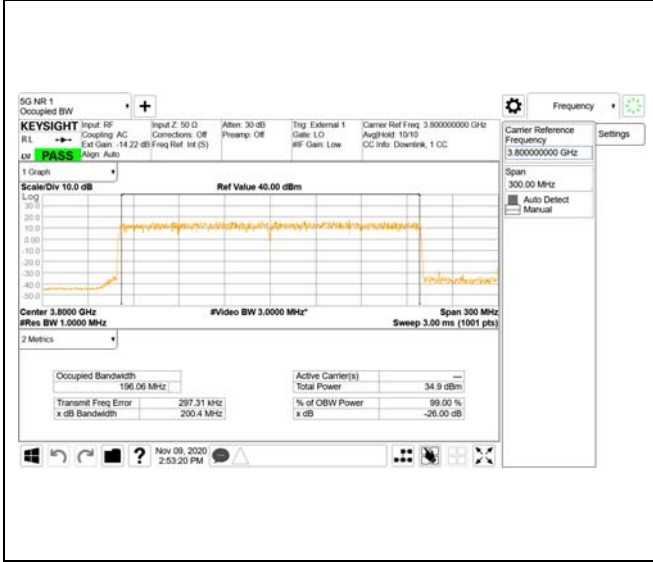 5G NR 1
Occupied BW
Frequency
KEYSIGHT
R L
PASS
Input: RF
Coupling: AC
Ext Gain: -14.22 dB
Align: Auto
Input Z: 50 Ω
Corrections: Off
Freq Ref: Int (S)
Atten: 30 dB
Preamp: Off
Trig: External 1
Gate: LO
#IF Gain: Low
Carrier Ref Freq: 3.800000000 GHz
Avg|Hold: 10/10
CC Info: Downlink, 1 CC
Carrier Reference
Frequency
3.800000000 GHz
Settings
Span
300.00 MHz
Auto Detect
Manual
1 Graph
Scale/Div 10.0 dB
Ref Value 40.00 dBm
Log
30.0
20.0
10.0
0.00
-10.0
-20.0
-30.0
-40.0
-50.0
Center 3.8000 GHz
#Video BW 3.0000 MHz*
Span 300 MHz
#Res BW 1.0000 MHz
Sweep 3.00 ms (1001 pts)
2 Metrics
Occupied Bandwidth
196.06 MHz
Active Carrier(s) ---
Total Power 34.9 dBm
Transmit Freq Error 297.31 kHz
x dB Bandwidth 200.4 MHz
% of OBW Power 99.00 %
x dB -26.00 dB
Nov 09, 2020
2:53:20 PM